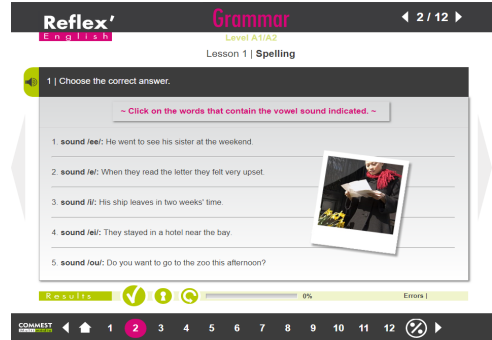 Reflex' Grammar 2 / 12
English Level A1/A2
Lesson 1 | Spelling
1 | Choose the correct answer.
~ Click on the words that contain the vowel sound indicated. ~
1. sound /ee/: He went to see his sister at the weekend.
2. sound /e/: When they read the letter they felt very upset.
3. sound /i/: His ship leaves in two weeks' time.
4. sound /ei/: They stayed in a hotel near the bay.
5. sound /ou/: Do you want to go to the zoo this afternoon?
Results 0% Errors |
COMMEST 1 2 3 4 5 6 7 8 9 10 11 12